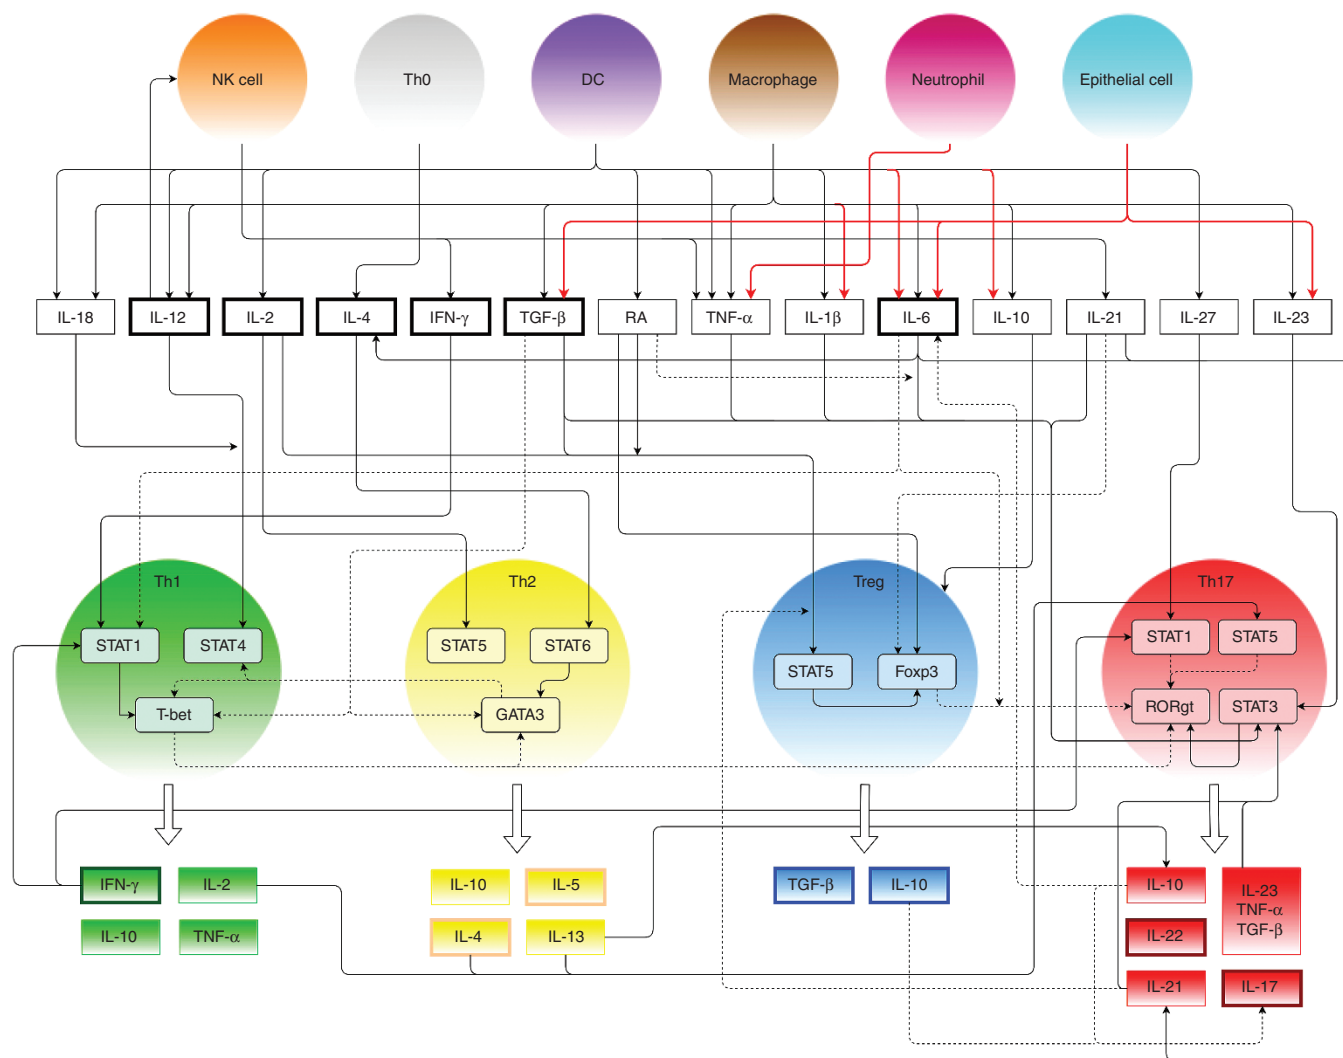 NK cell
Th0
DC
Macrophage
Neutrophil
Epithelial cell
IL-18
IL-12
IL-2
IL-4
IFN-γ
TGF-β
RA
TNF-α
IL-1β
IL-6
IL-10
IL-21
IL-27
IL-23
Th1
Th2
Treg
Th17
STAT1
STAT4
STAT5
STAT6
STAT5
Foxp3
STAT1
STAT5
T-bet
GATA3
RORgt
STAT3
IFN-γ
IL-2
IL-10
TNF-α
IL-10
IL-5
IL-4
IL-13
TGF-β
IL-10
IL-10
IL-23
TNF-α
TGF-β
IL-22
IL-21
IL-17